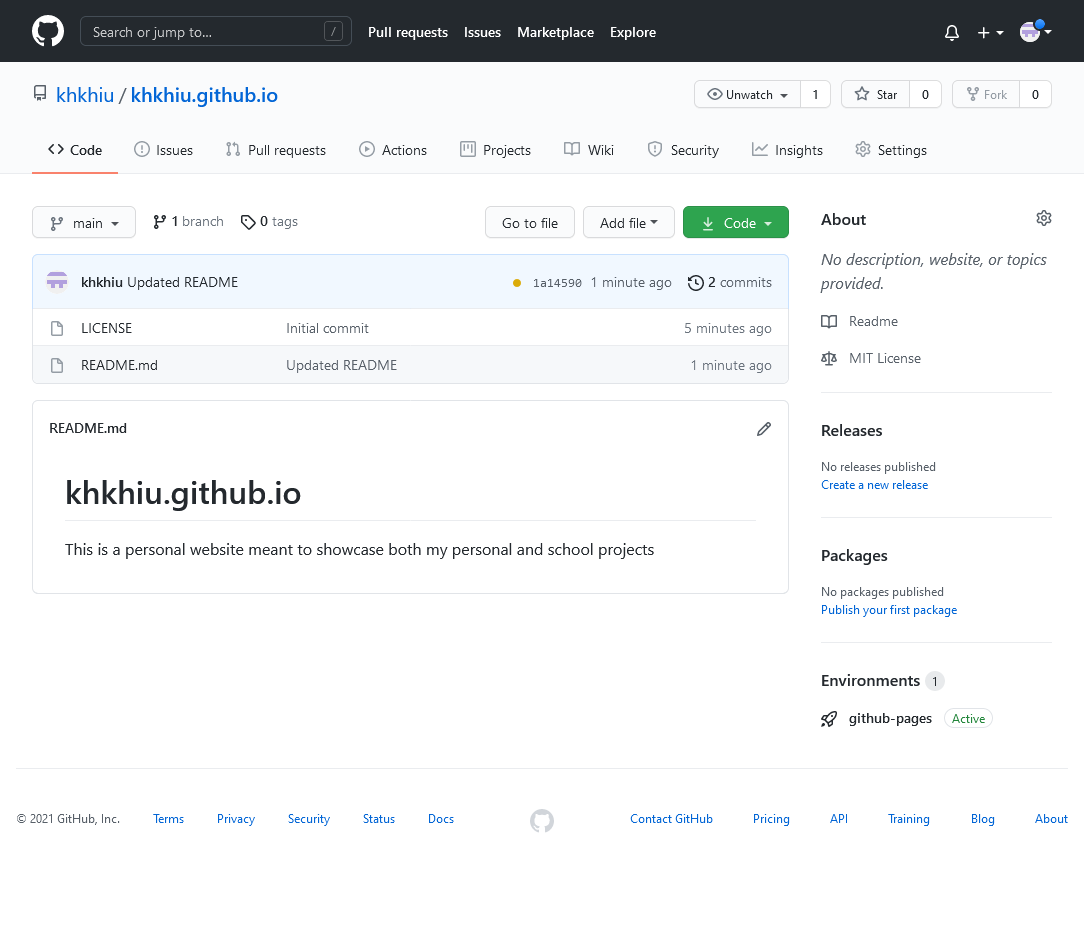 Search or jump to... / Pull requests Issues Marketplace Explore
khkhiu / khkhiu.github.io Unwatch 1 Star 0 Fork 0
Code Issues Pull requests Actions Projects Wiki Security Insights Settings
main 1 branch 0 tags Go to file Add file Code
khkhiu Updated README 1a14590 1 minute ago 2 commits
LICENSE Initial commit 5 minutes ago
README.md Updated README 1 minute ago
README.md
khkhiu.github.io
This is a personal website meant to showcase both my personal and school projects
About
No description, website, or topics
provided.
Readme
MIT License
Releases
No releases published
Create a new release
Packages
No packages published
Publish your first package
Environments 1
github-pages Active
© 2021 GitHub, Inc. Terms Privacy Security Status Docs Contact GitHub Pricing API Training Blog About